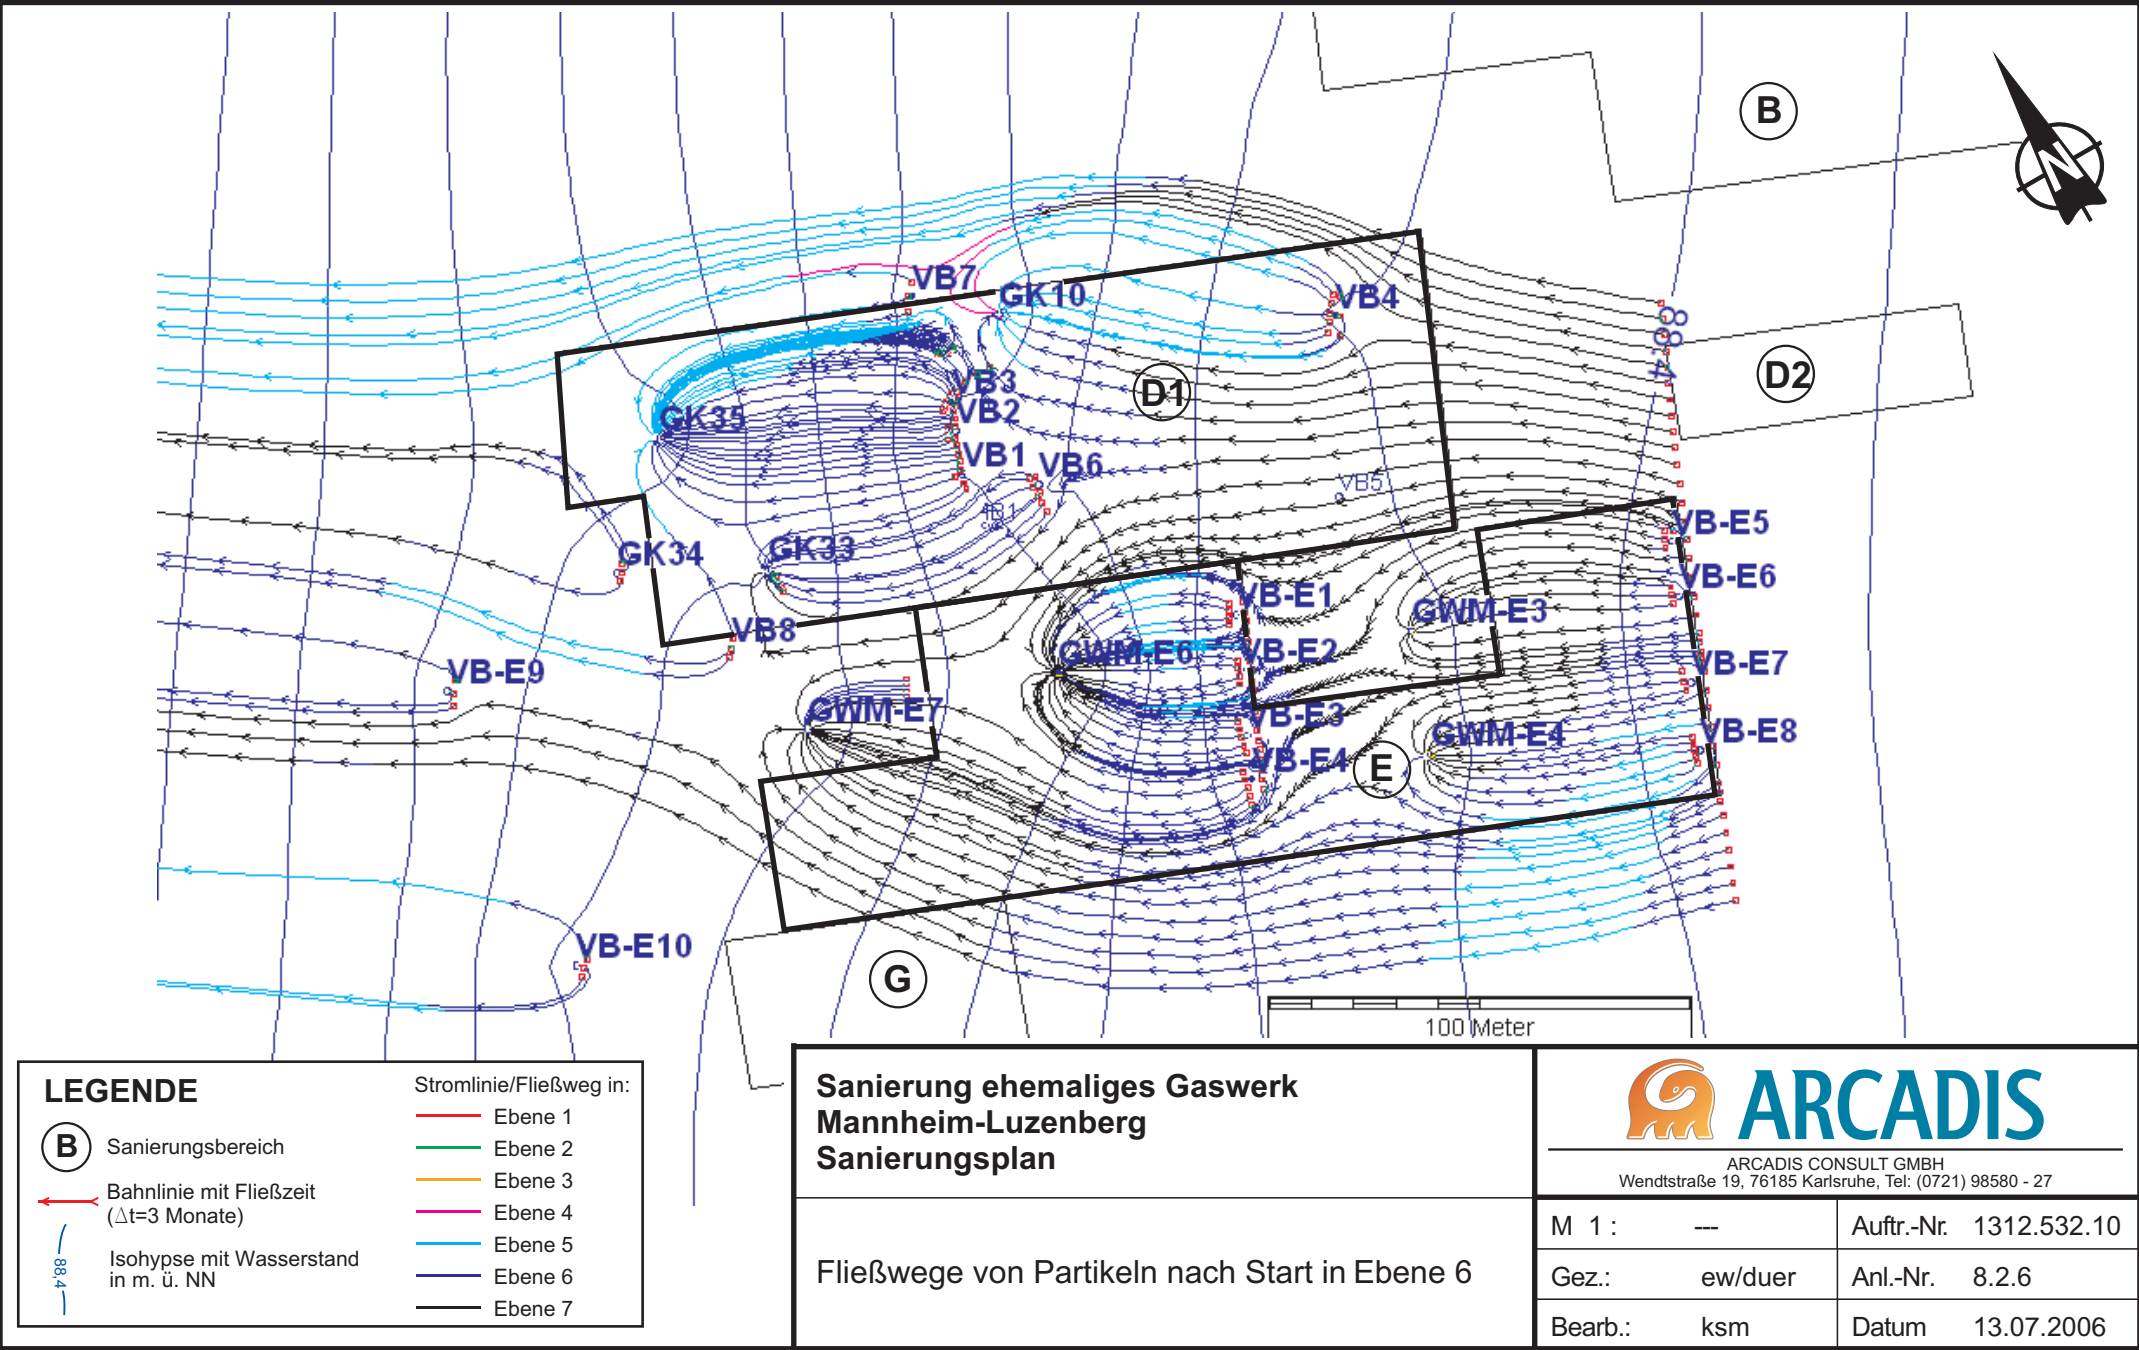 B
N
88.4
D2
VB7
GK10
VB4
VB3
D1
VB2
GK35
VB1
VB6
VB5
VB-E5
GK34
GK33
VB-E6
VB-E1
GWM-E3
VB8
GWM-E6
VB-E2
VB-E7
VB-E9
GWM-E7
VB-E3
GWM-E4
VB-E8
VB-E4
E
VB-E10
G
100 Meter
LEGENDE
B Sanierungsbereich
Bahnlinie mit Fließzeit
(Δt=3 Monate)
88,4
Isohypse mit Wasserstand
in m. ü. NN
Stromlinie/Fließweg in:
Ebene 1
Ebene 2
Ebene 3
Ebene 4
Ebene 5
Ebene 6
Ebene 7
Sanierung ehemaliges Gaswerk
Mannheim-Luzenberg
Sanierungsplan
Fließwege von Partikeln nach Start in Ebene 6
ARCADIS
ARCADIS CONSULT GMBH
Wendtstraße 19, 76185 Karlsruhe, Tel: (0721) 98580 - 27
M 1 : ---
Auftr.-Nr. 1312.532.10
Gez.: ew/duer
Anl.-Nr. 8.2.6
Bearb.: ksm
Datum 13.07.2006